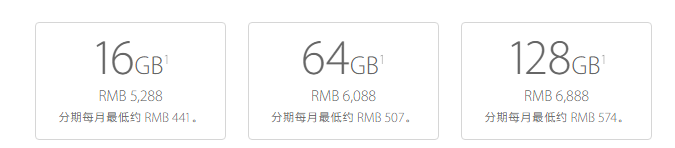 16GB1
RMB 5,288
分期每月最低约 RMB 441。
64GB1
RMB 6,088
分期每月最低约 RMB 507。
128GB1
RMB 6,888
分期每月最低约 RMB 574。